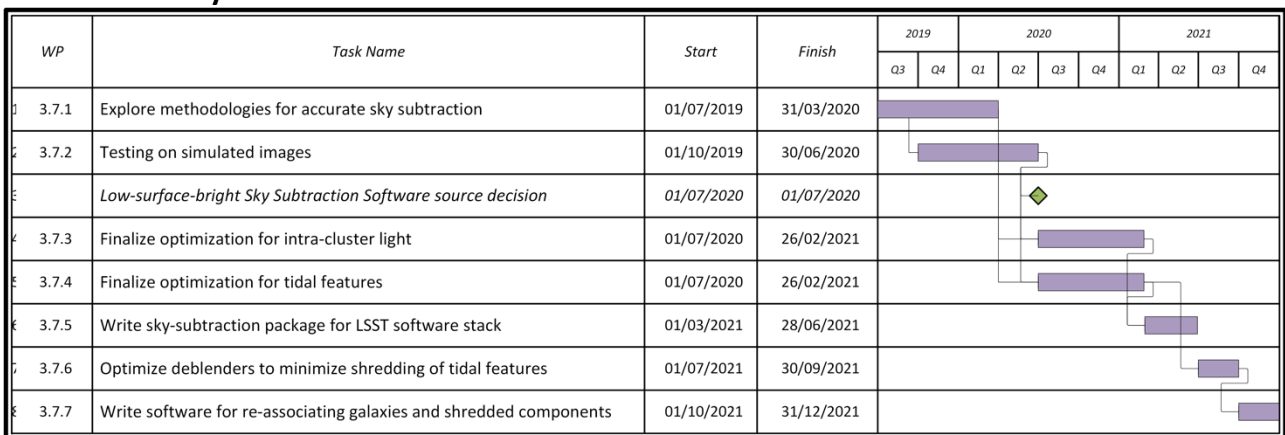 2019 2020 2021
WP Task Name Start Finish
Q3 Q4 Q1 Q2 Q3 Q4 Q1 Q2 Q3 Q4
3.7.1 Explore methodologies for accurate sky subtraction 01/07/2019 31/03/2020
3.7.2 Testing on simulated images 01/10/2019 30/06/2020
Low-surface-bright Sky Subtraction Software source decision 01/07/2020 01/07/2020
3.7.3 Finalize optimization for intra-cluster light 01/07/2020 26/02/2021
3.7.4 Finalize optimization for tidal features 01/07/2020 26/02/2021
3.7.5 Write sky-subtraction package for LSST software stack 01/03/2021 28/06/2021
3.7.6 Optimize deblenders to minimize shredding of tidal features 01/07/2021 30/09/2021
3.7.7 Write software for re-associating galaxies and shredded components 01/10/2021 31/12/2021